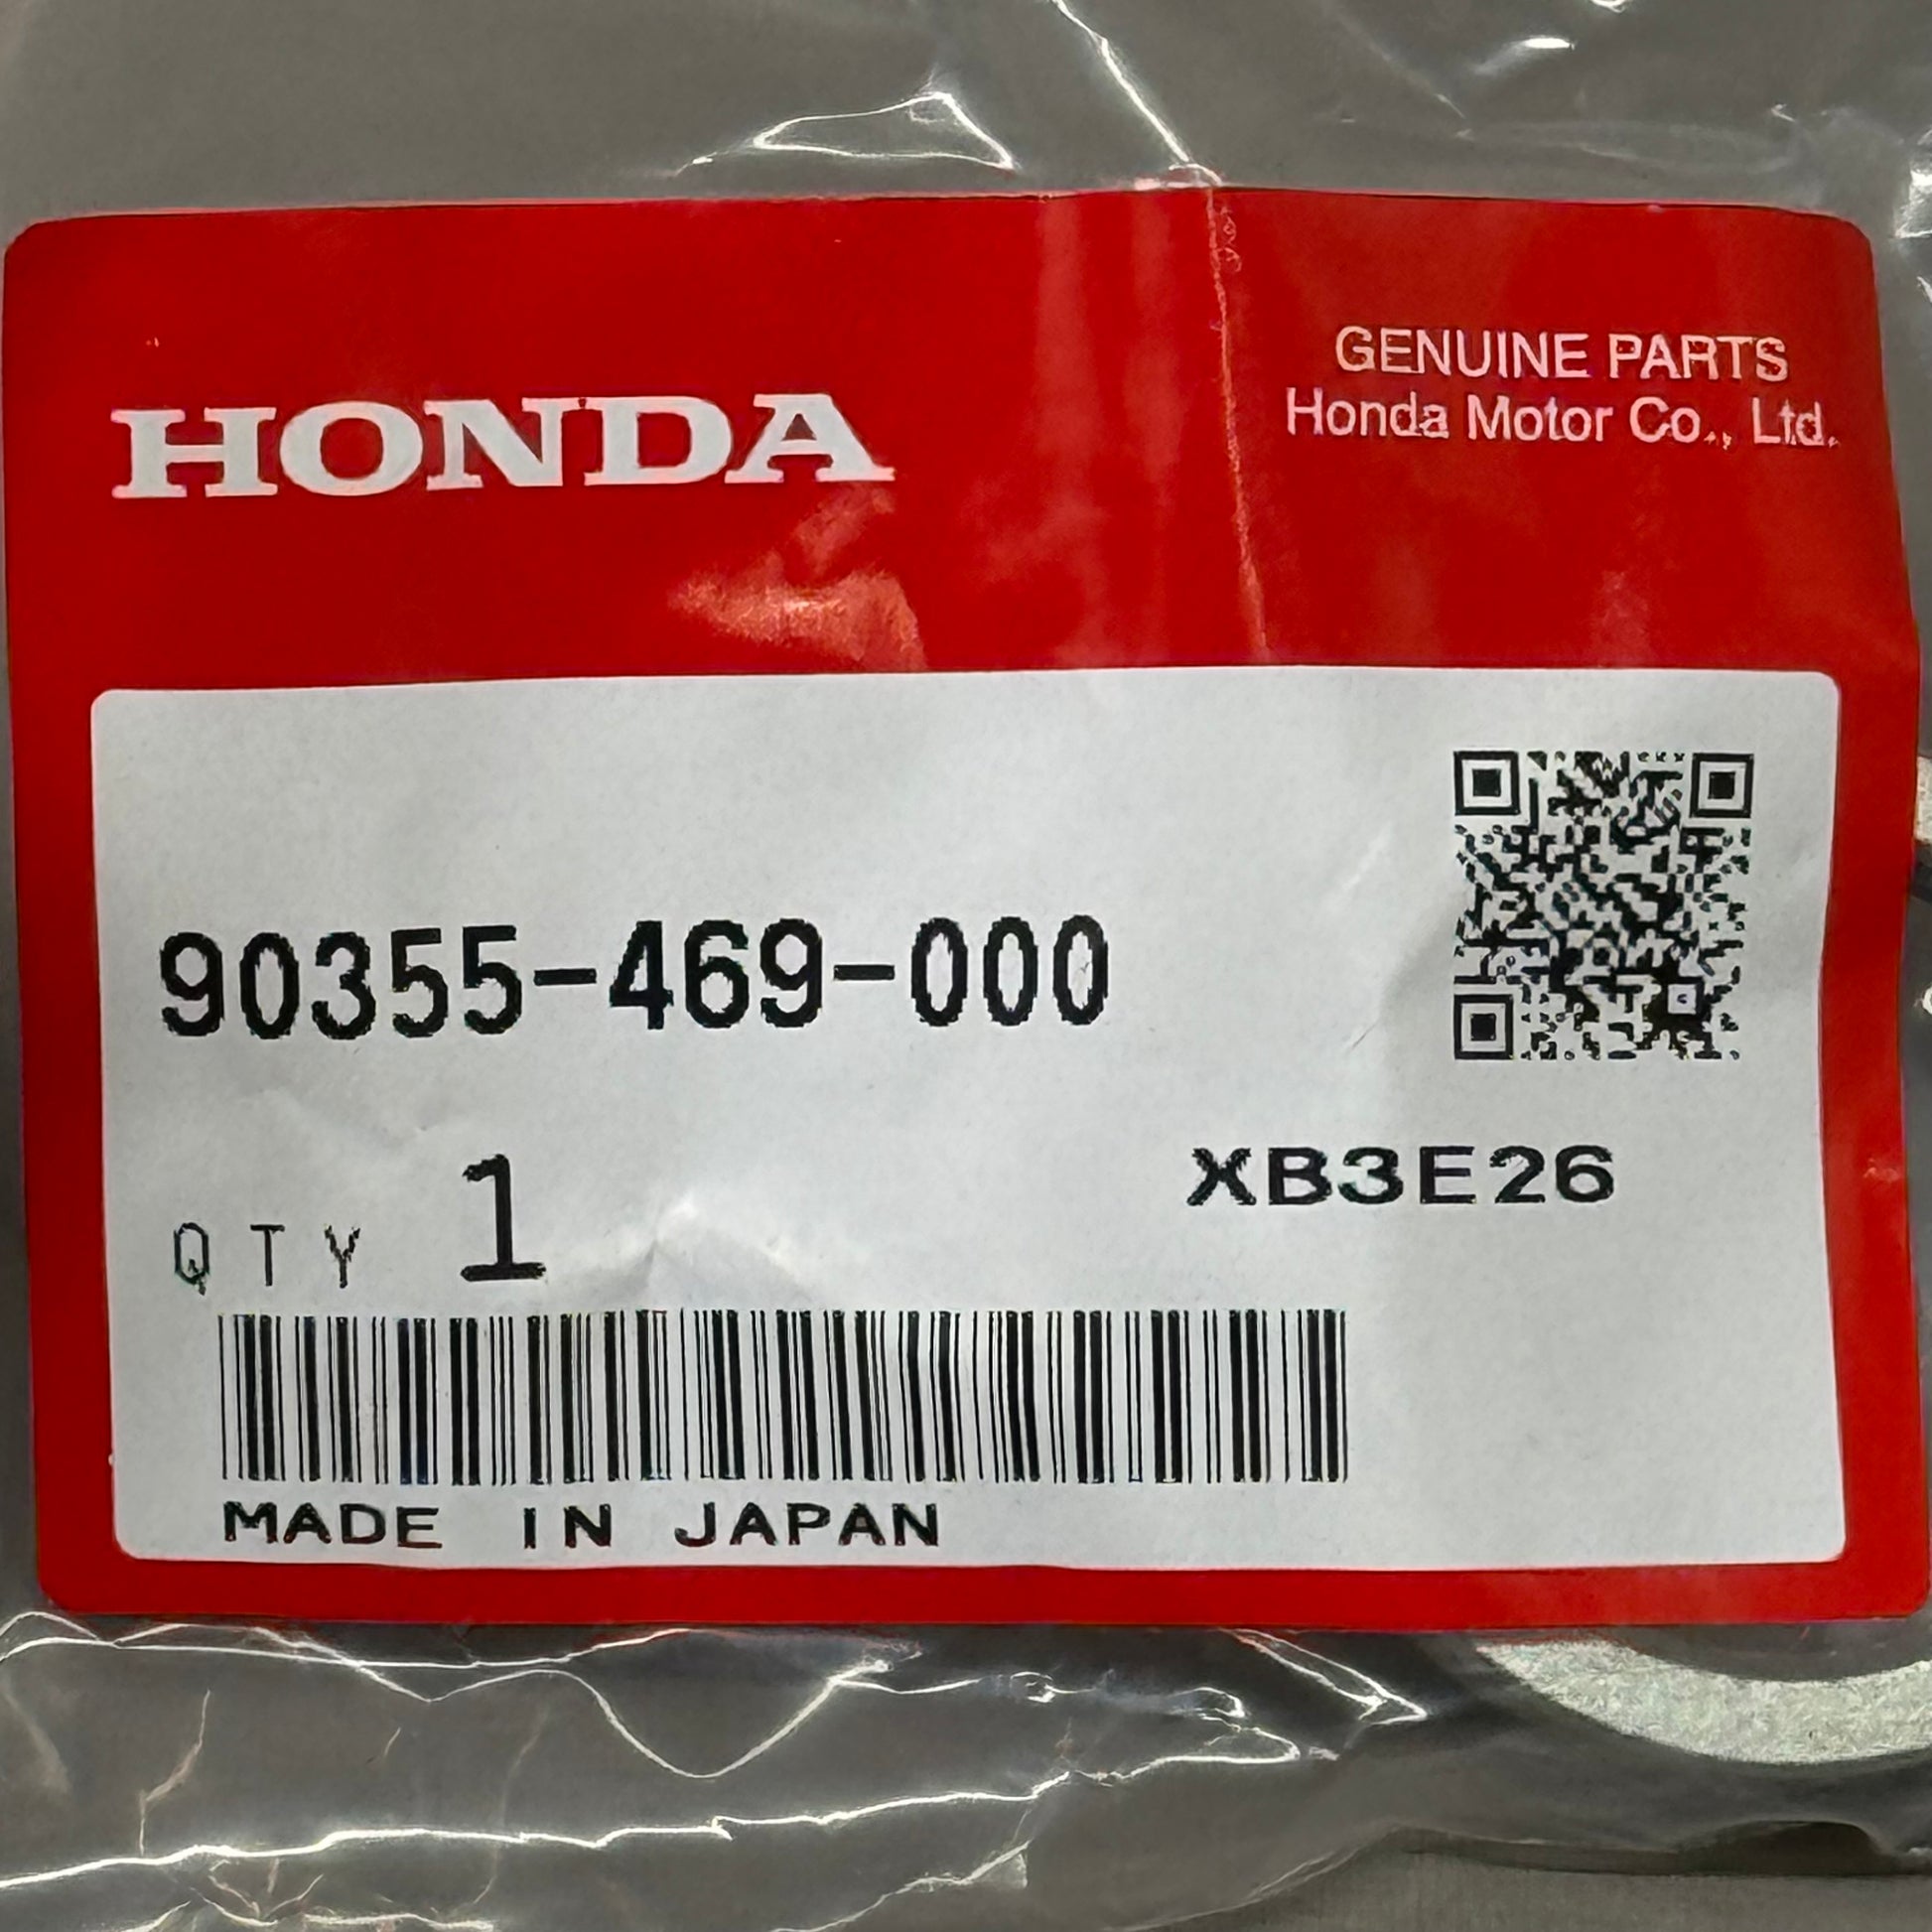 HONDA
GENUINE PARTS
Honda Motor Co., Ltd.
90355-469-000
XB3E26
QTY 1
MADE IN JAPAN